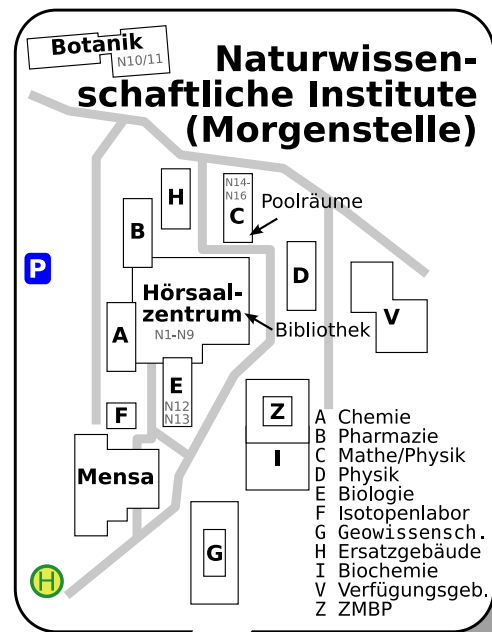 Botanik
N10/11
Naturwissen-
schaftliche Institute
(Morgenstelle)
N14-
N16
H
C
Poolräume
B
P
D
Hörsaal-
zentrum
N1-N9
V
A
Bibliothek
E
N12
N13
F
Z
I
Mensa
G
H
A Chemie
B Pharmazie
C Mathe/Physik
D Physik
E Biologie
F Isotopenlabor
G Geowissensch.
H Ersatzgebäude
I Biochemie
V Verfügungsgeb.
Z ZMBP